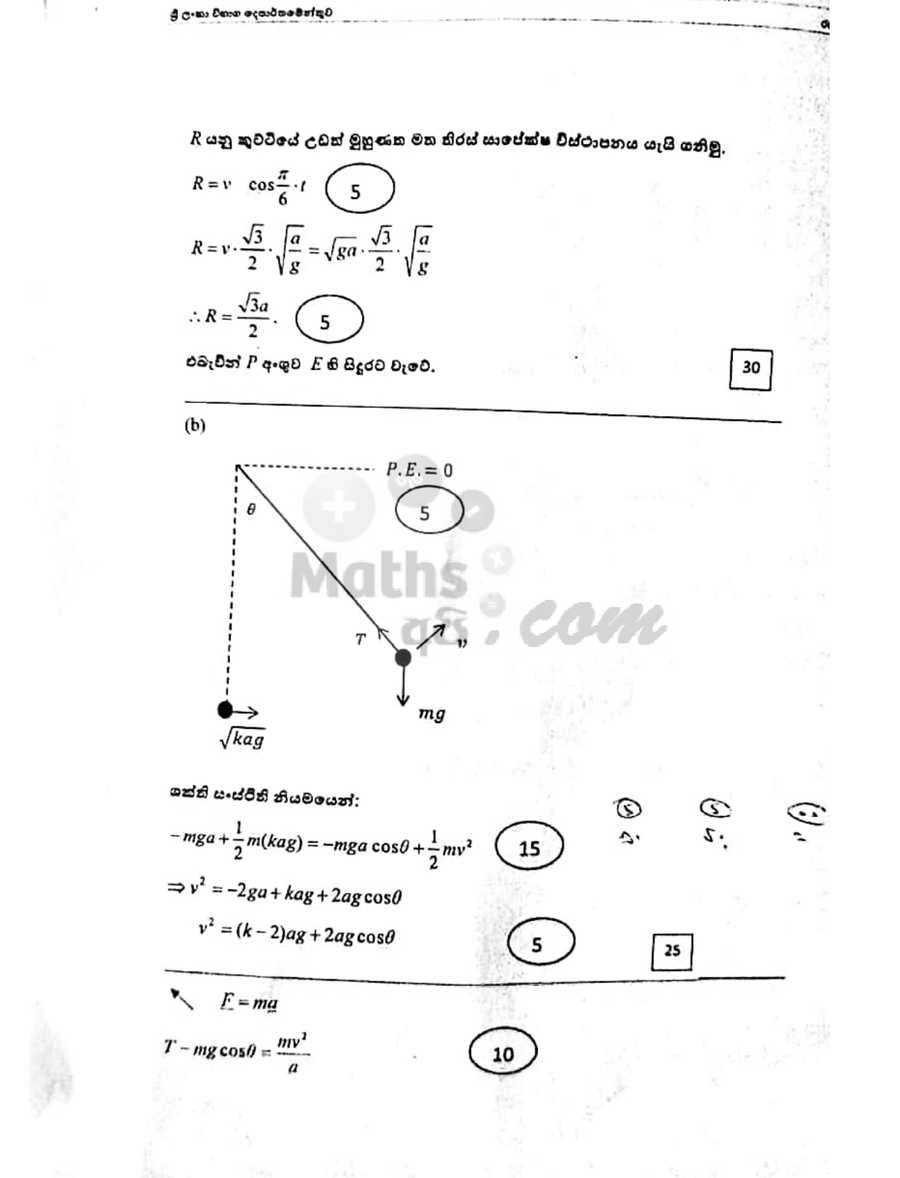 ශ්‍රී ලංකා විභාග දෙපාර්තමේන්තුව
R යනු කුට්ටියේ උඩත් මුහුණත මත තිරස් සාපේක්ෂ විස්ථාපනය යැයි ගනිමු.
R = v cos π/6 · t 5
R = v · √3/2 · √(a/g) = √(ga) · √3/2 · √(a/g)
∴ R = √3a/2 . 5
එබැවින් P අංශුව E හි සිදුරට වැටේ. 30
(b)
P.E. = 0
5
θ
Maths
අපි . com
T v
mg
√(kag)
ශක්ති සංස්ථිති නියමයෙන්:
5 5
−mga + 1/2 m(kag) = −mga cosθ + 1/2 mv² 15
⇒ v² = −2ga + kag + 2ag cosθ
v² = (k − 2)ag + 2ag cosθ 5 25
F = ma
T − mg cosθ = mv²/a 10